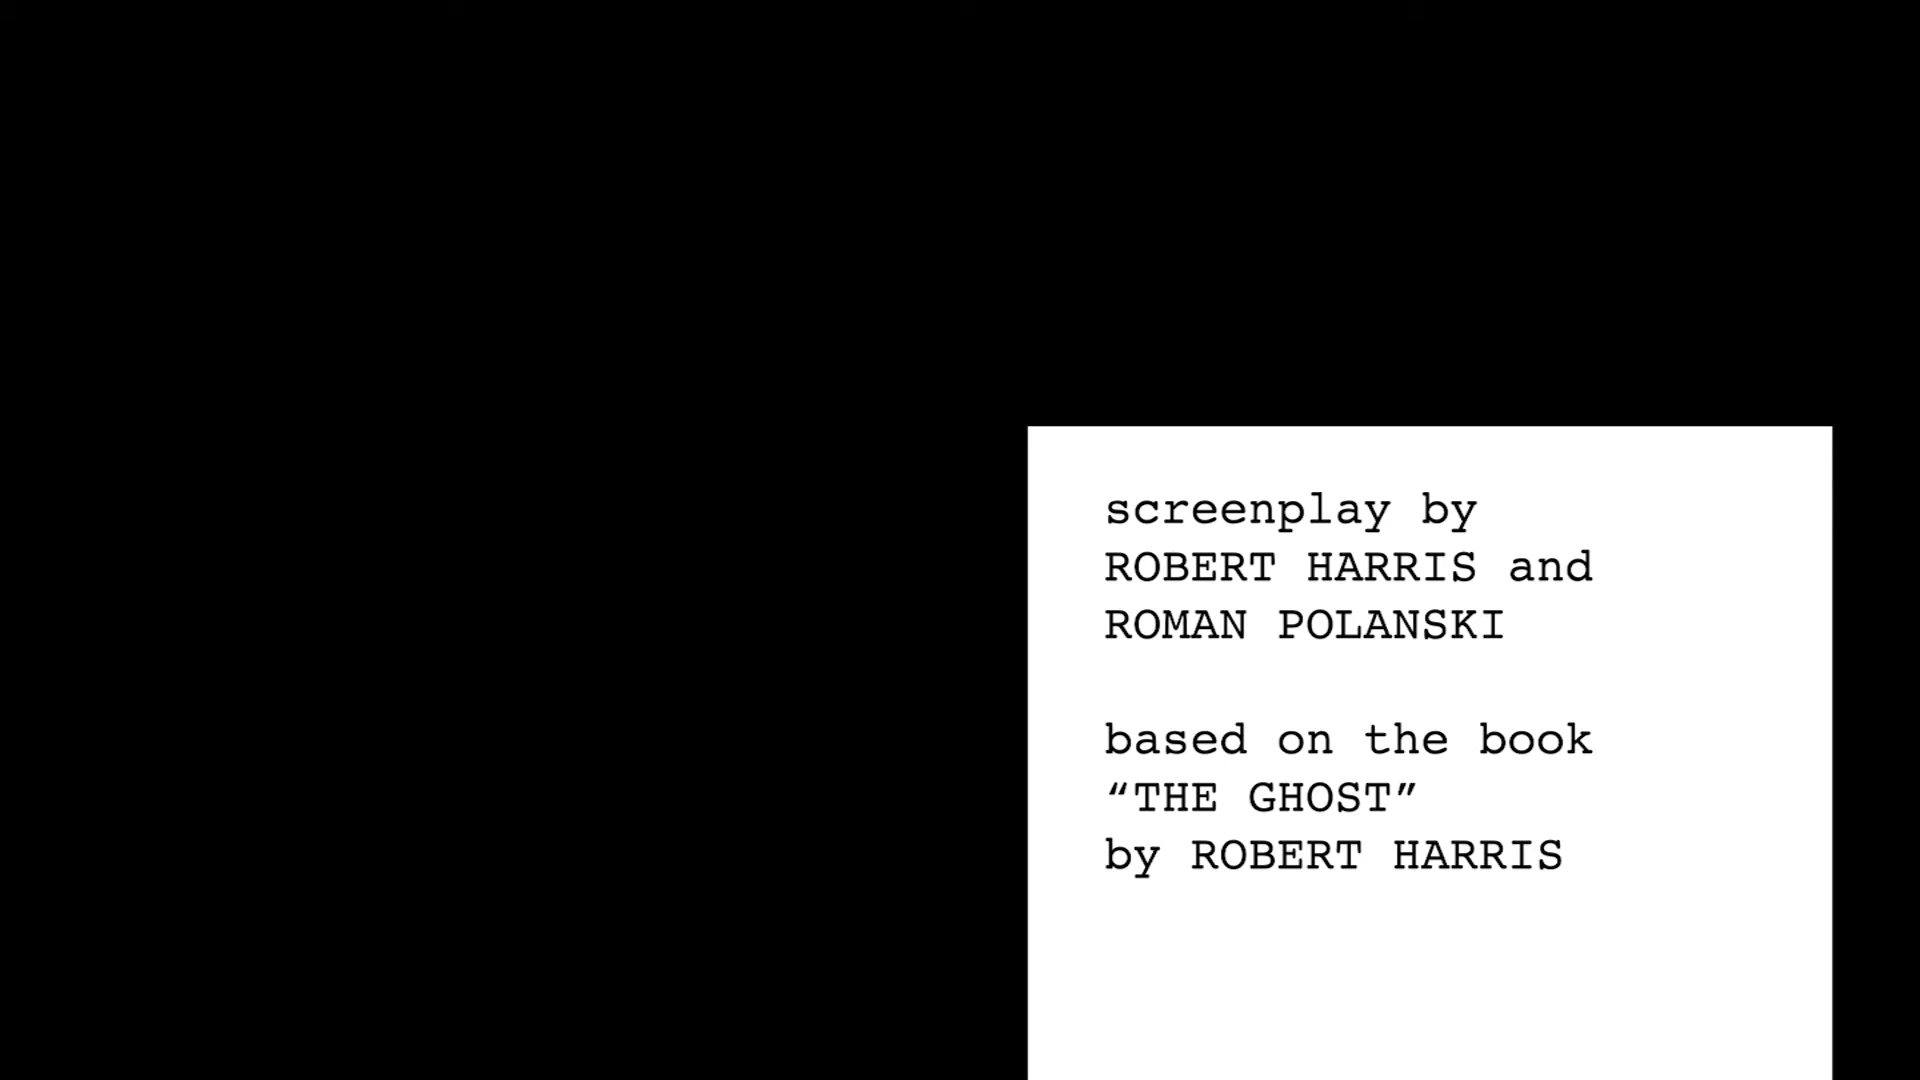 screenplay by
ROBERT HARRIS and
ROMAN POLANSKI
based on the book
“THE GHOST”
by ROBERT HARRIS